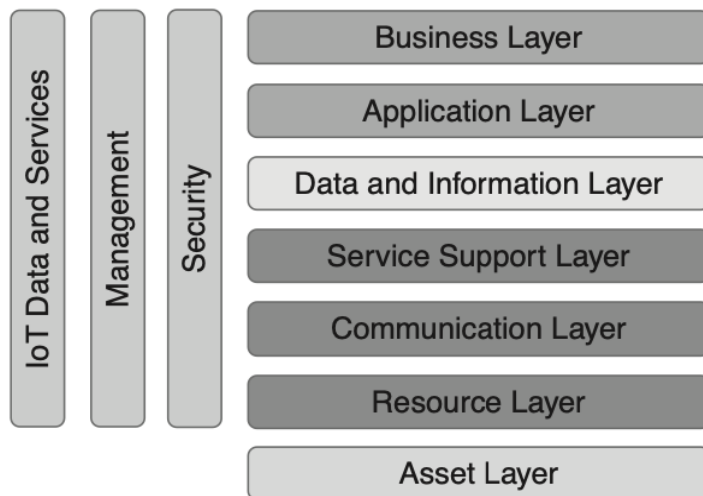 IoT Data and Services
Management
Security
Business Layer
Application Layer
Data and Information Layer
Service Support Layer
Communication Layer
Resource Layer
Asset Layer